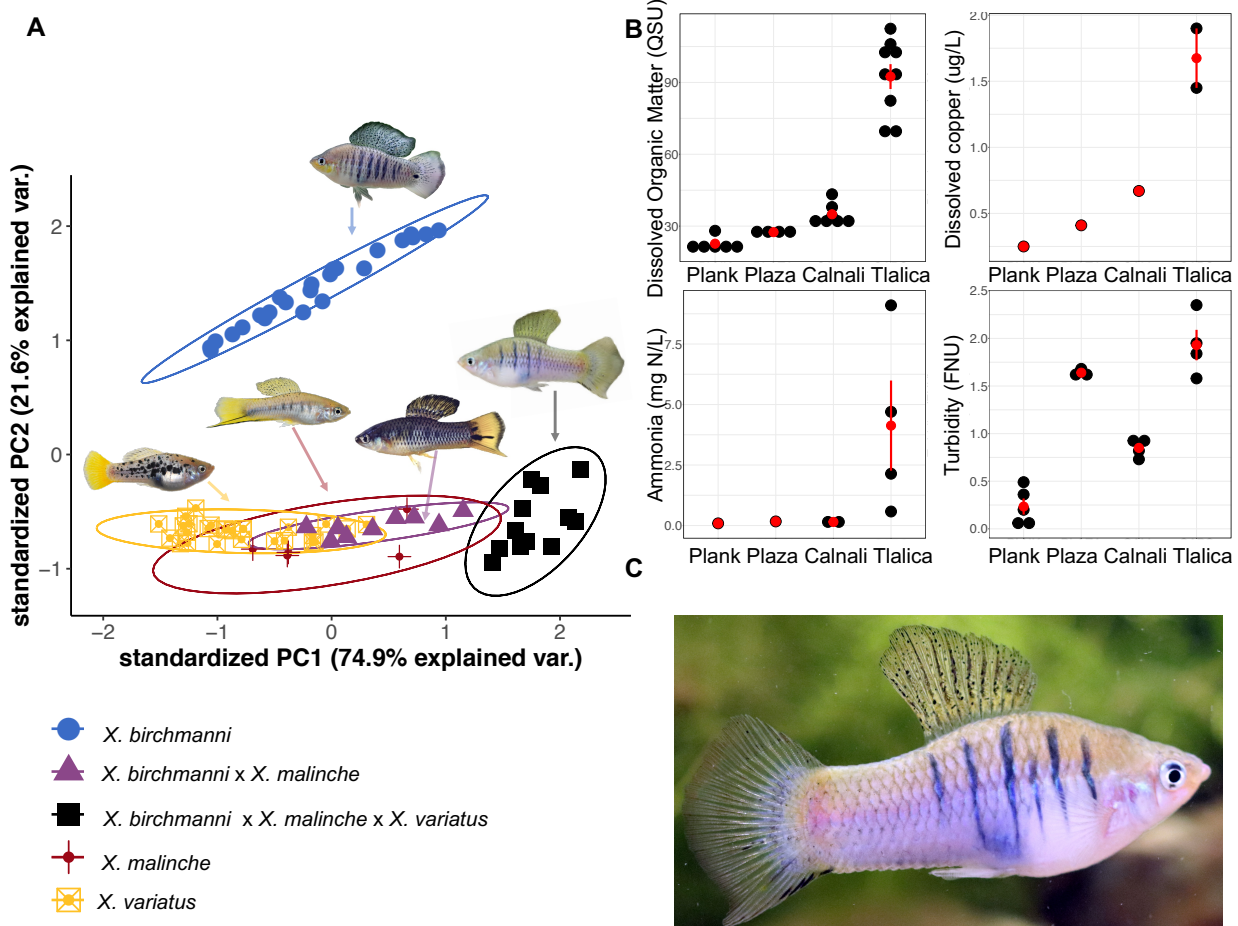 A
standardized PC2 (21.6% explained var.)
2
1
0
−1
−2
−1
0
1
2
standardized PC1 (74.9% explained var.)
X. birchmanni
X. birchmanni x X. malinche
X. birchmanni x X. malinche x X. variatus
X. malinche
X. variatus
B
Dissolved Organic Matter (QSU)
90
60
30
Plank Plaza Calnali Tlalica
Dissolved copper (ug/L)
2.0
1.5
1.0
0.5
Plank Plaza Calnali Tlalica
Ammonia (mg N/L)
7.5
5.0
2.5
0.0
Plank Plaza Calnali Tlalica
Turbidity (FNU)
2.5
2.0
1.5
1.0
0.5
0.0
Plank Plaza Calnali Tlalica
C